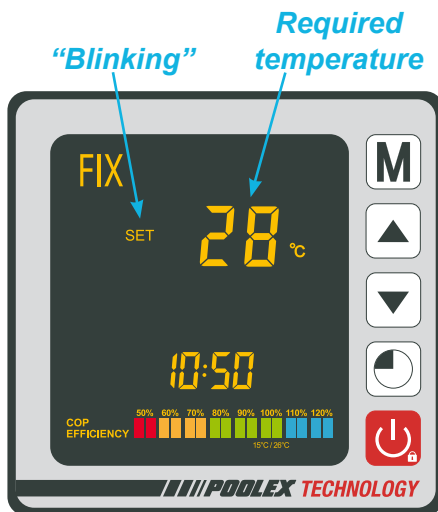 Required
“Blinking” temperature
FIX
M
SET 28 °C
10:50
50% 60% 70% 80% 90% 100% 110% 120%
COP
EFFICIENCY
15°C / 26°C
POOLEX TECHNOLOGY